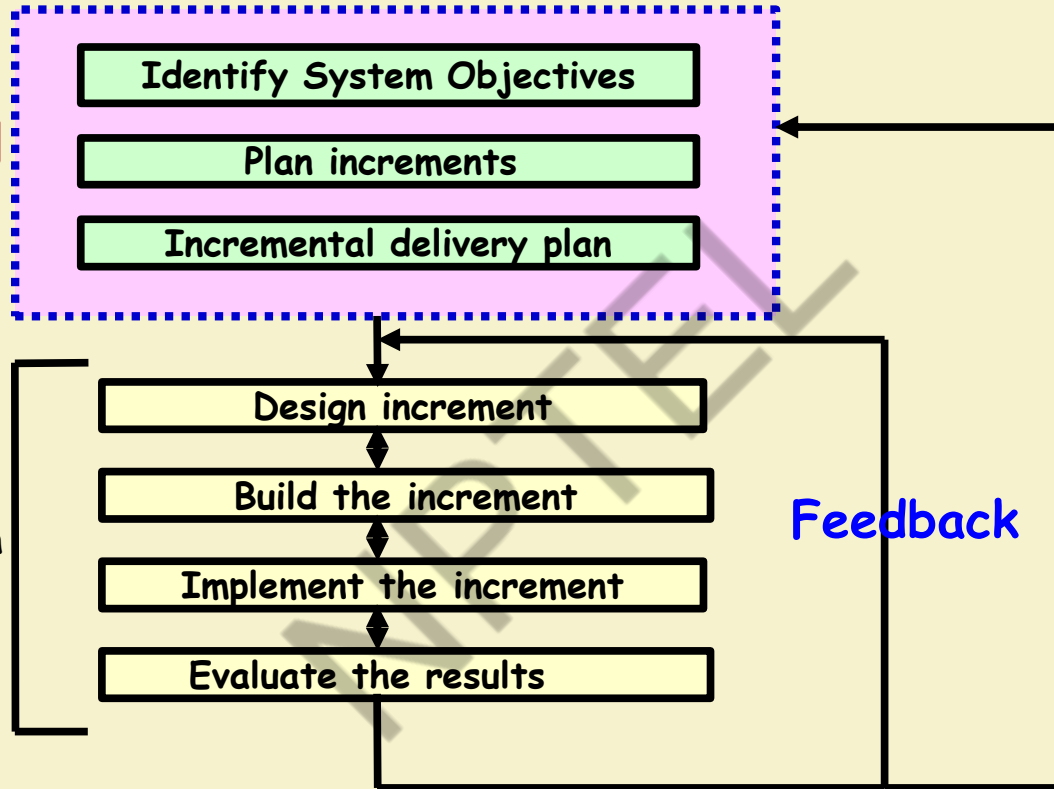 Identify System Objectives
Plan increments
Incremental delivery plan
Design increment
Build the increment
Feedback
Implement the increment
Evaluate the results
NPTEL